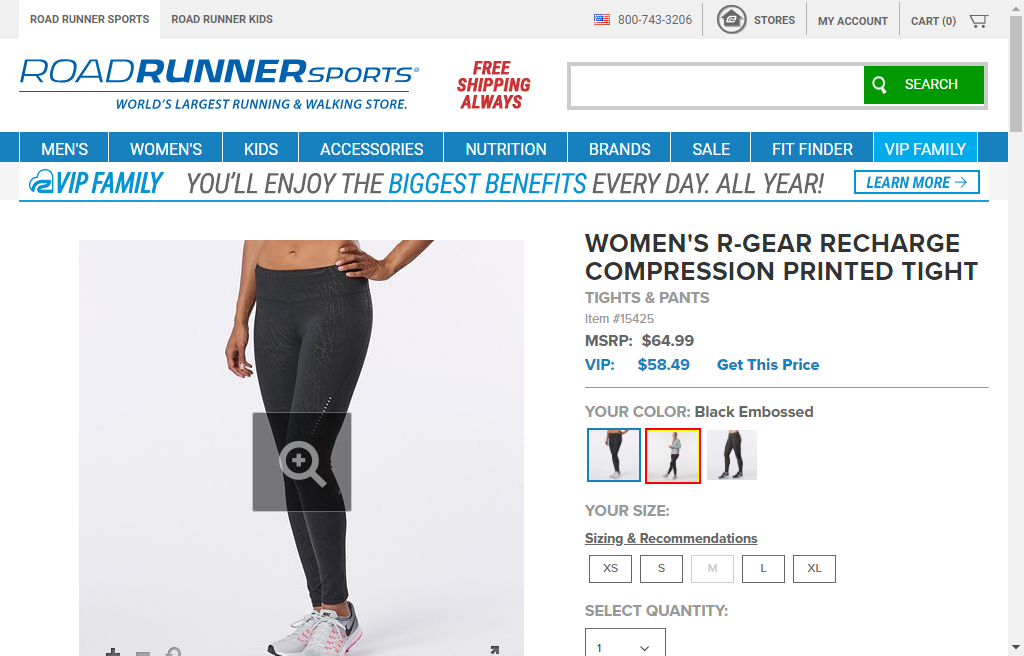 ROAD RUNNER SPORTS
ROAD RUNNER KIDS
800-743-3206
STORES
MY ACCOUNT
CART (0)
ROADRUNNERSPORTS®
WORLD'S LARGEST RUNNING & WALKING STORE.
FREE
SHIPPING
ALWAYS
SEARCH
MEN'S
WOMEN'S
KIDS
ACCESSORIES
NUTRITION
BRANDS
SALE
FIT FINDER
VIP FAMILY
VIP FAMILY
YOU'LL ENJOY THE BIGGEST BENEFITS EVERY DAY. ALL YEAR!
LEARN MORE →
WOMEN'S R-GEAR RECHARGE
COMPRESSION PRINTED TIGHT
TIGHTS & PANTS
Item #15425
MSRP: $64.99
VIP: $58.49 Get This Price
YOUR COLOR: Black Embossed
YOUR SIZE:
Sizing & Recommendations
XS
S
M
L
XL
SELECT QUANTITY:
1